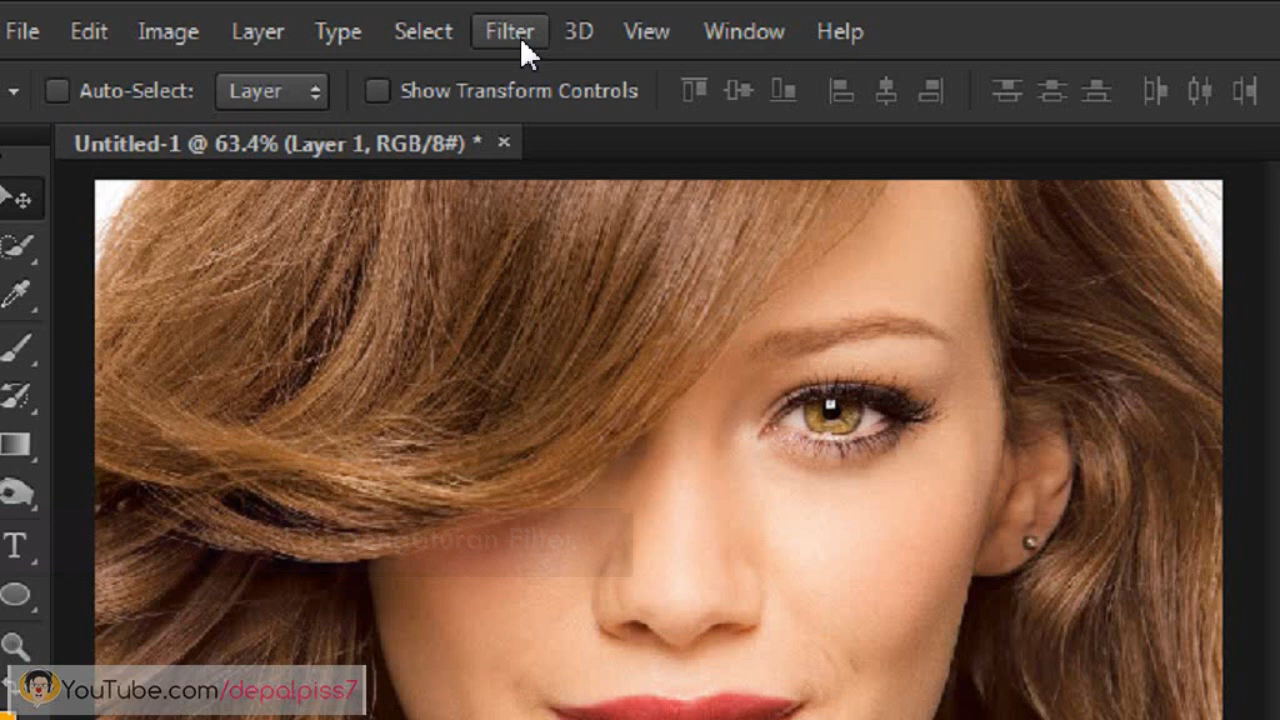 File Edit Image Layer Type Select Filter 3D View Window Help
Auto-Select: Layer Show Transform Controls
Untitled-1 @ 63.4% (Layer 1, RGB/8#) * ×
Filter
T
YouTube.com/depalpiss7